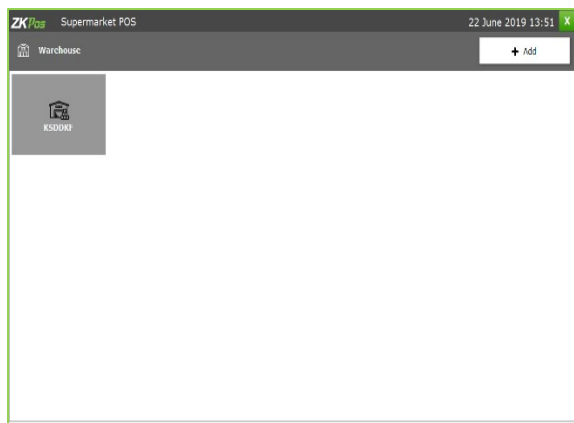 ZKPos Supermarket POS 22 June 2019 13:51 X
Warehouse + Add
KSDDKF